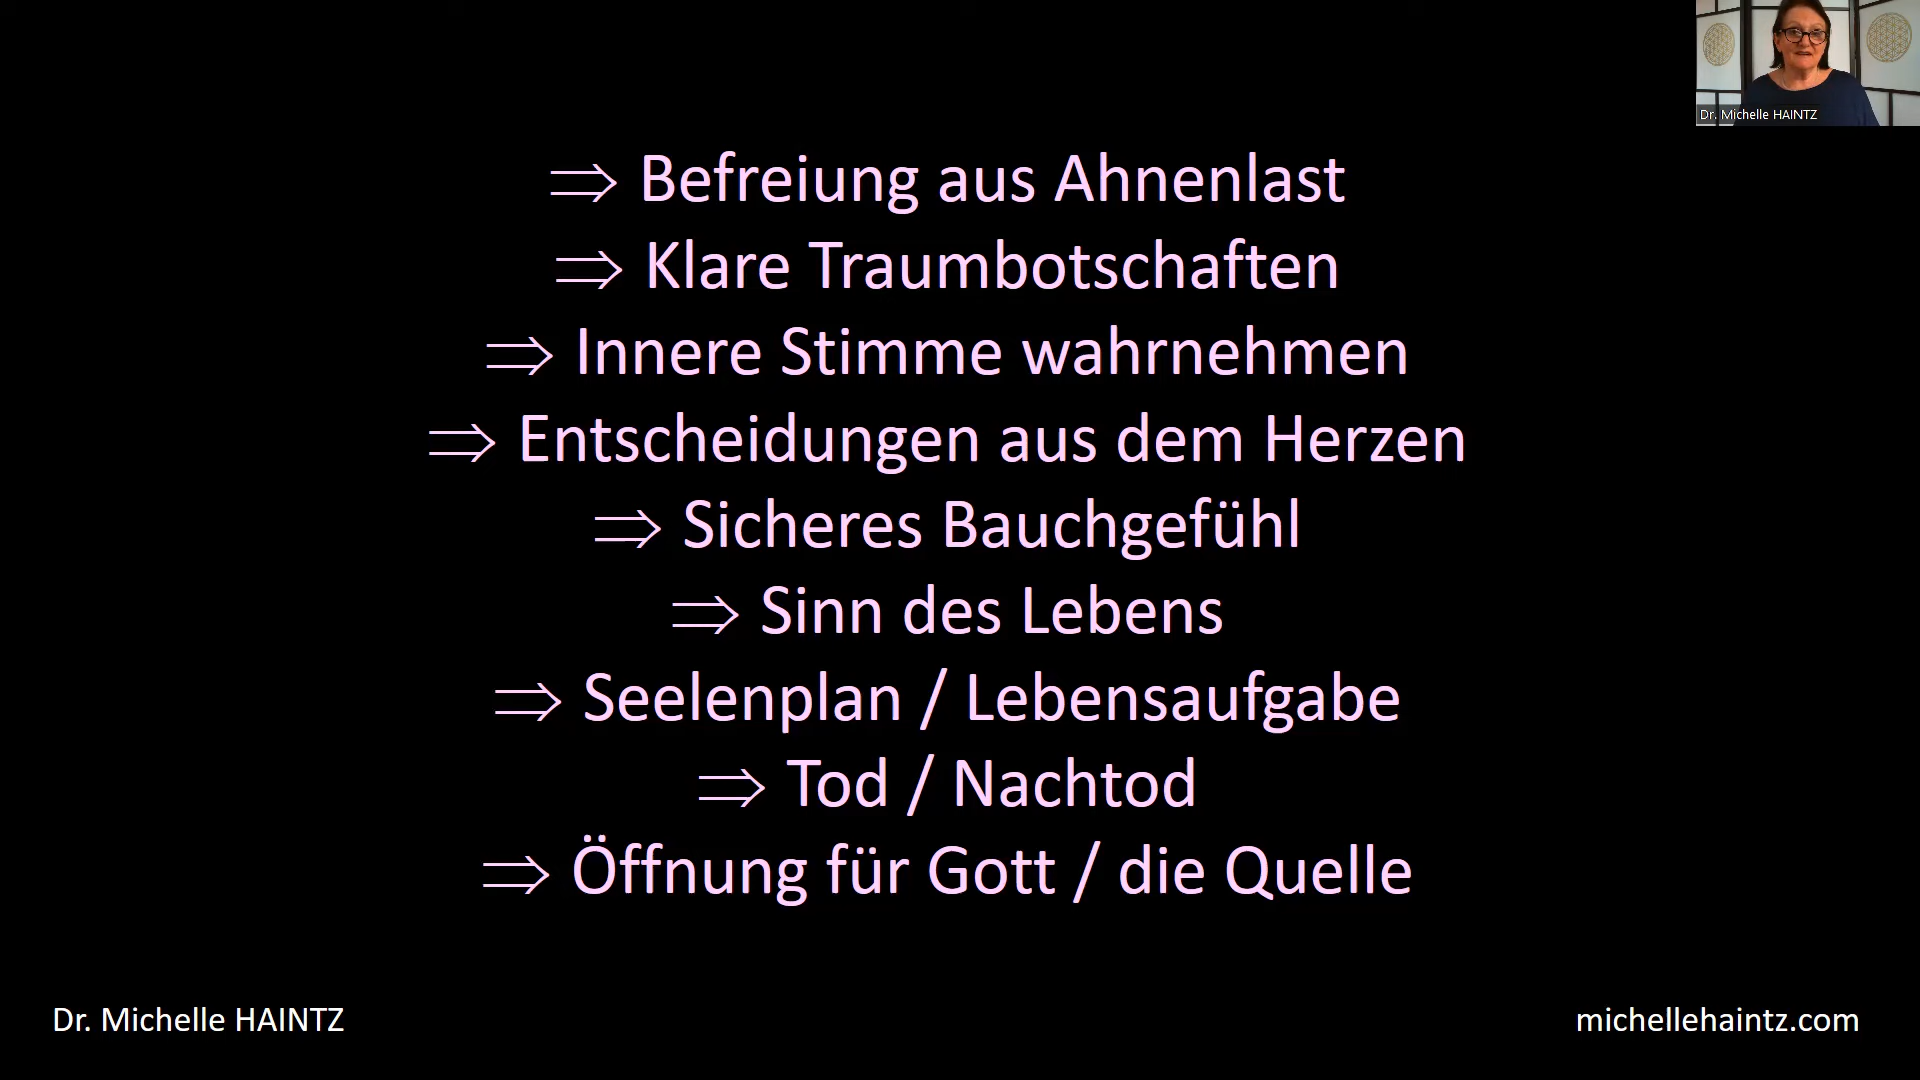 Dr. Michelle HAINTZ
⇒ Befreiung aus Ahnenlast
⇒ Klare Traumbotschaften
⇒ Innere Stimme wahrnehmen
⇒ Entscheidungen aus dem Herzen
⇒ Sicheres Bauchgefühl
⇒ Sinn des Lebens
⇒ Seelenplan / Lebensaufgabe
⇒ Tod / Nachtod
⇒ Öffnung für Gott / die Quelle
Dr. Michelle HAINTZ
michellehaintz.com